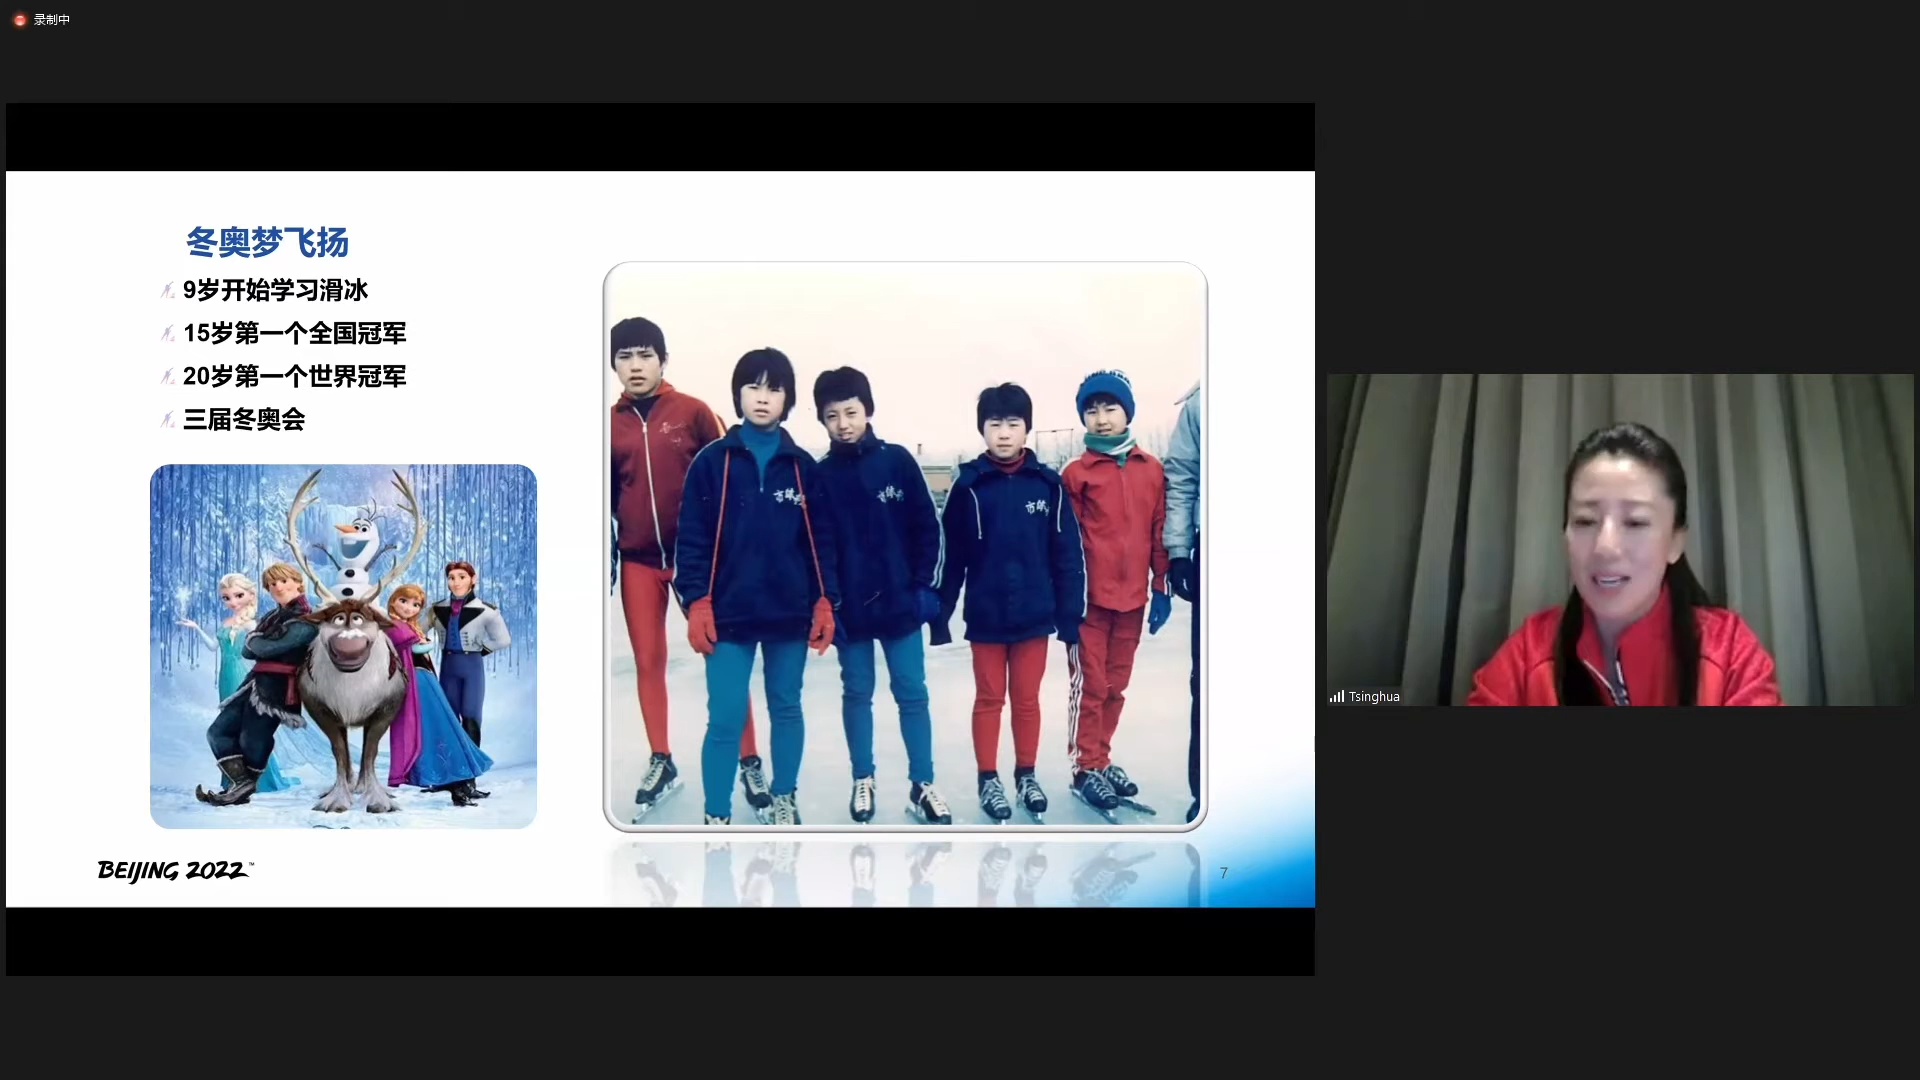 录制中
冬奥梦飞扬
9岁开始学习滑冰
15岁第一个全国冠军
20岁第一个世界冠军
三届冬奥会
BEIJING 2022™
7
Tsinghua